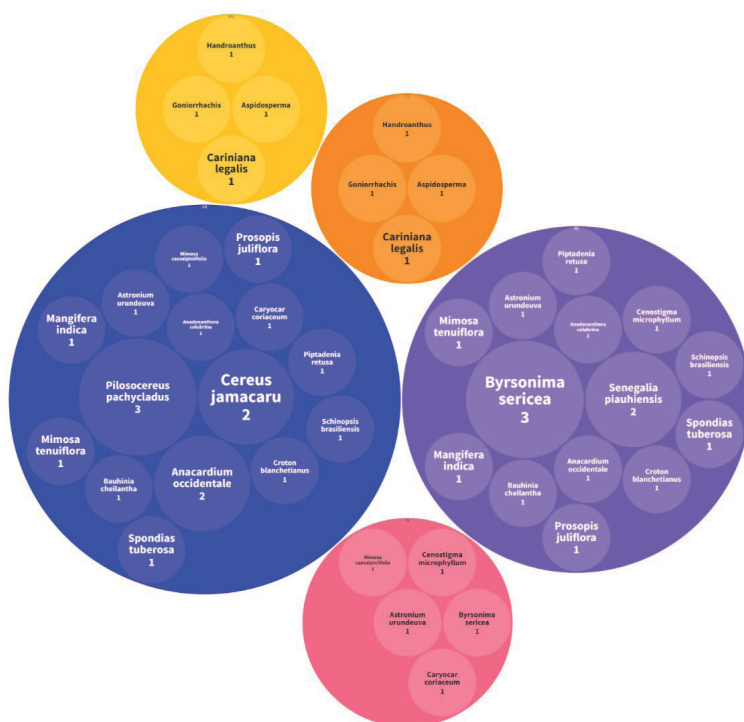 Handroanthus
1
Goniorrhachis
1
Aspidosperma
1
Cariniana
legalis
1
Handroanthus
1
Goniorrhachis
1
Aspidosperma
1
Cariniana
legalis
1
Mimosa
caesalpiniifolia
1
Prosopis
juliflora
1
Astronium
urundeuva
1
Mangifera
indica
1
Anadenanthera
colubrina
1
Caryocar
coriaceum
1
Piptadenia
retusa
1
Pilosocereus
pachycladus
3
Cereus
jamacaru
2
Schinopsis
brasiliensis
1
Mimosa
tenuiflora
1
Anacardium
occidentale
2
Croton
blanchetianus
1
Bauhinia
cheilantha
1
Spondias
tuberosa
1
Piptadenia
retusa
1
Astronium
urundeuva
1
Mimosa
tenuiflora
1
Anadenanthera
colubrina
1
Cenostigma
microphyllum
1
Schinopsis
brasiliensis
1
Byrsonima
sericea
3
Senegalia
piauhiensis
2
Spondias
tuberosa
1
Mangifera
indica
1
Anacardium
occidentale
1
Croton
blanchetianus
1
Bauhinia
cheilantha
1
Prosopis
juliflora
1
Mimosa
caesalpiniifolia
1
Cenostigma
microphyllum
1
Astronium
urundeuva
1
Byrsonima
sericea
1
Caryocar
coriaceum
1